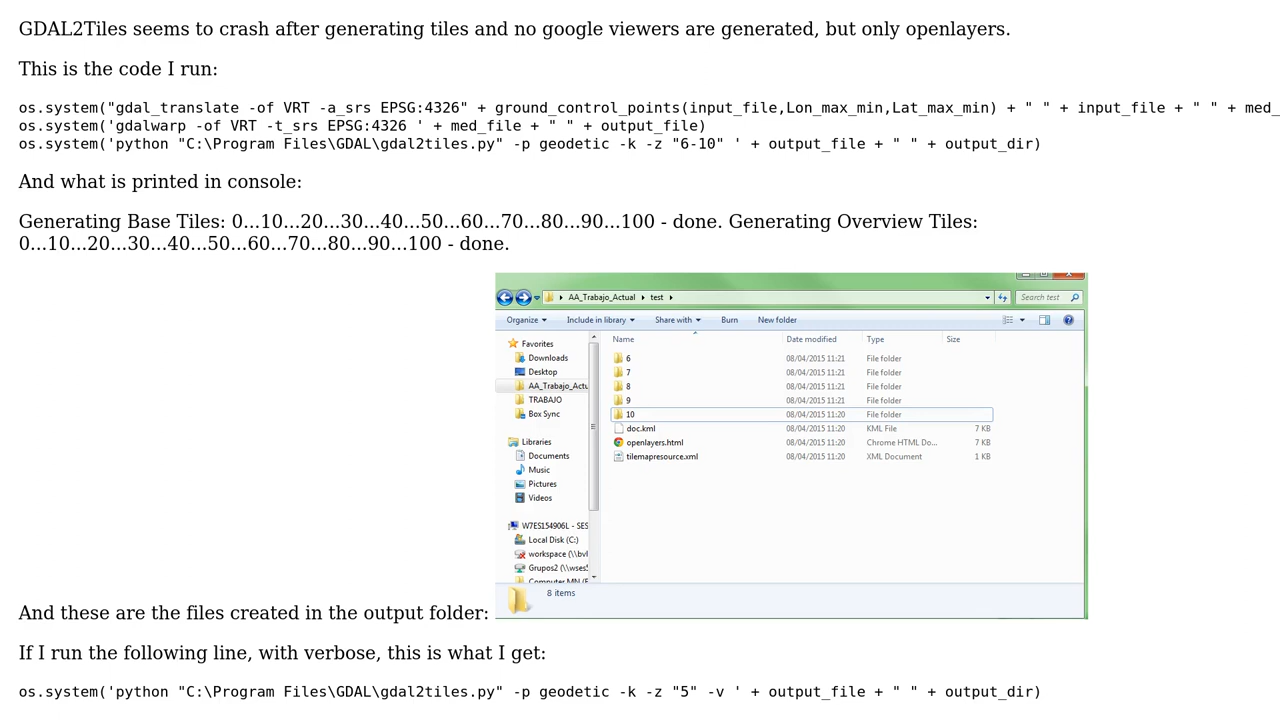 GDAL2Tiles seems to crash after generating tiles and no google viewers are generated, but only openlayers.
This is the code I run:
os.system("gdal_translate -of VRT -a_srs EPSG:4326" + ground_control_points(input_file,Lon_max_min,Lat_max_min) + " " + input_file + " " + med_
os.system('gdalwarp -of VRT -t_srs EPSG:4326 ' + med_file + " " + output_file)
os.system('python "C:\Program Files\GDAL\gdal2tiles.py" -p geodetic -k -z "6-10" ' + output_file + " " + output_dir)
And what is printed in console:
Generating Base Tiles: 0...10...20...30...40...50...60...70...80...90...100 - done. Generating Overview Tiles:
0...10...20...30...40...50...60...70...80...90...100 - done.
AA_Trabajo_Actual test
Search test
Organize Include in library Share with Burn New folder
Favorites
Downloads
Desktop
AA_Trabajo_Actu
TRABAJO
Box Sync
Libraries
Documents
Music
Pictures
Videos
W7ES154906L - SES
Local Disk (C:)
workspace (\\bvl
Grupos2 (\\wses!
Computer MN (F
Name Date modified Type Size
6 08/04/2015 11:21 File folder
7 08/04/2015 11:21 File folder
8 08/04/2015 11:21 File folder
9 08/04/2015 11:21 File folder
10 08/04/2015 11:20 File folder
doc.kml 08/04/2015 11:20 KML File 7 KB
openlayers.html 08/04/2015 11:20 Chrome HTML Do... 7 KB
tilemapresource.xml 08/04/2015 11:20 XML Document 1 KB
8 items
And these are the files created in the output folder:
If I run the following line, with verbose, this is what I get:
os.system('python "C:\Program Files\GDAL\gdal2tiles.py" -p geodetic -k -z "5" -v ' + output_file + " " + output_dir)